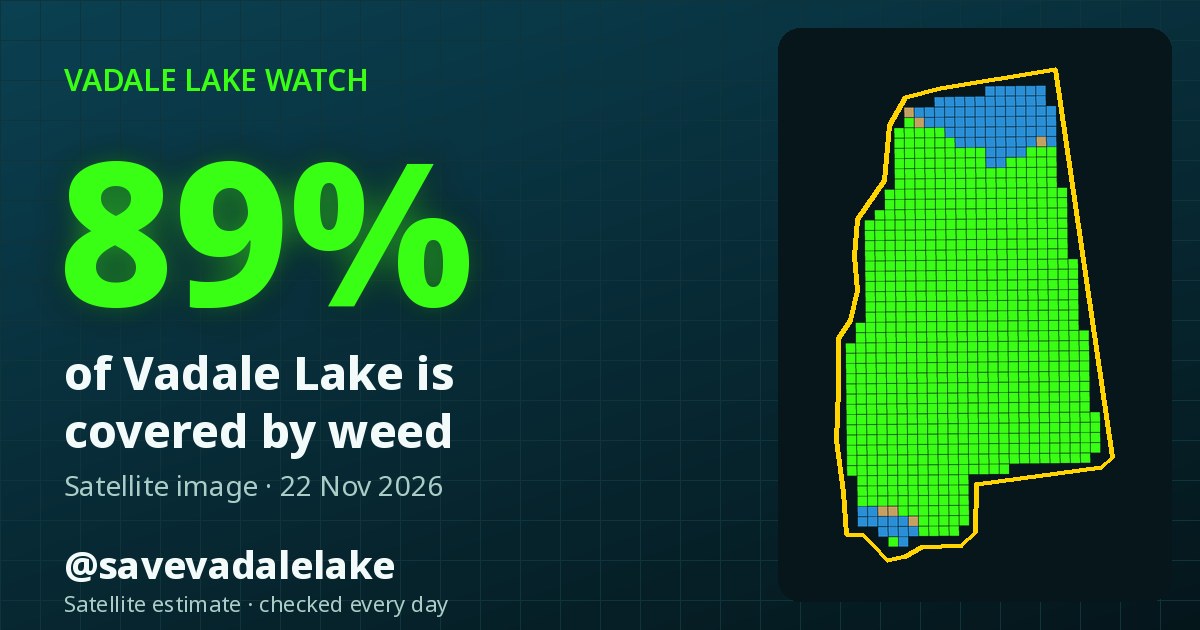 VADALE LAKE WATCH
89%
of Vadale Lake is
covered by weed
Satellite image · 22 Nov 2026
@savevadalelake
Satellite estimate · checked every day